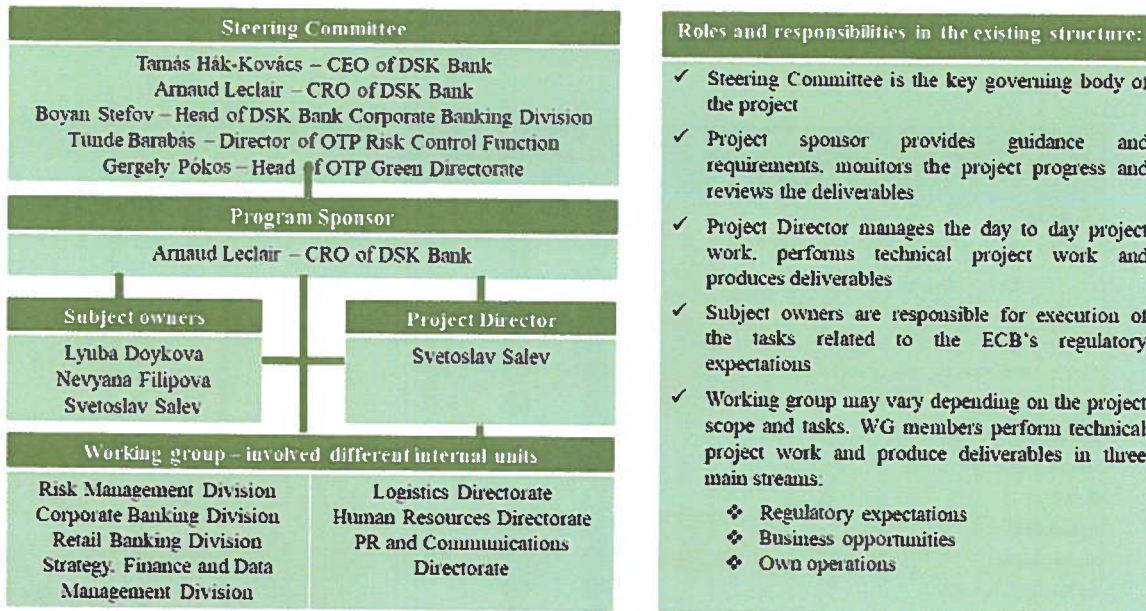 Steering Committee
Tamás Hák-Kovács – CEO of DSK Bank
Arnaud Leclair – CRO of DSK Bank
Boyan Stefov – Head of DSK Bank Corporate Banking Division
Tunde Barabás – Director of OTP Risk Control Function
Gergely Pókos – Head of OTP Green Directorate
Program Sponsor
Arnaud Leclair – CRO of DSK Bank
Subject owners
Lyuba Doykova
Nevyana Filipova
Svetoslav Salev
Project Director
Svetoslav Salev
Working group – involved different internal units
Risk Management Division
Corporate Banking Division
Retail Banking Division
Strategy, Finance and Data
Management Division
Logistics Directorate
Human Resources Directorate
PR and Communications
Directorate
Roles and responsibilities in the existing structure:
✓ Steering Committee is the key governing body of
the project
✓ Project sponsor provides guidance and
requirements, monitors the project progress and
reviews the deliverables
✓ Project Director manages the day to day project
work, performs technical project work and
produces deliverables
✓ Subject owners are responsible for execution of
the tasks related to the ECB's regulatory
expectations
✓ Working group may vary depending on the project
scope and tasks. WG members perform technical
project work and produce deliverables in three
main streams:
❖ Regulatory expectations
❖ Business opportunities
❖ Own operations